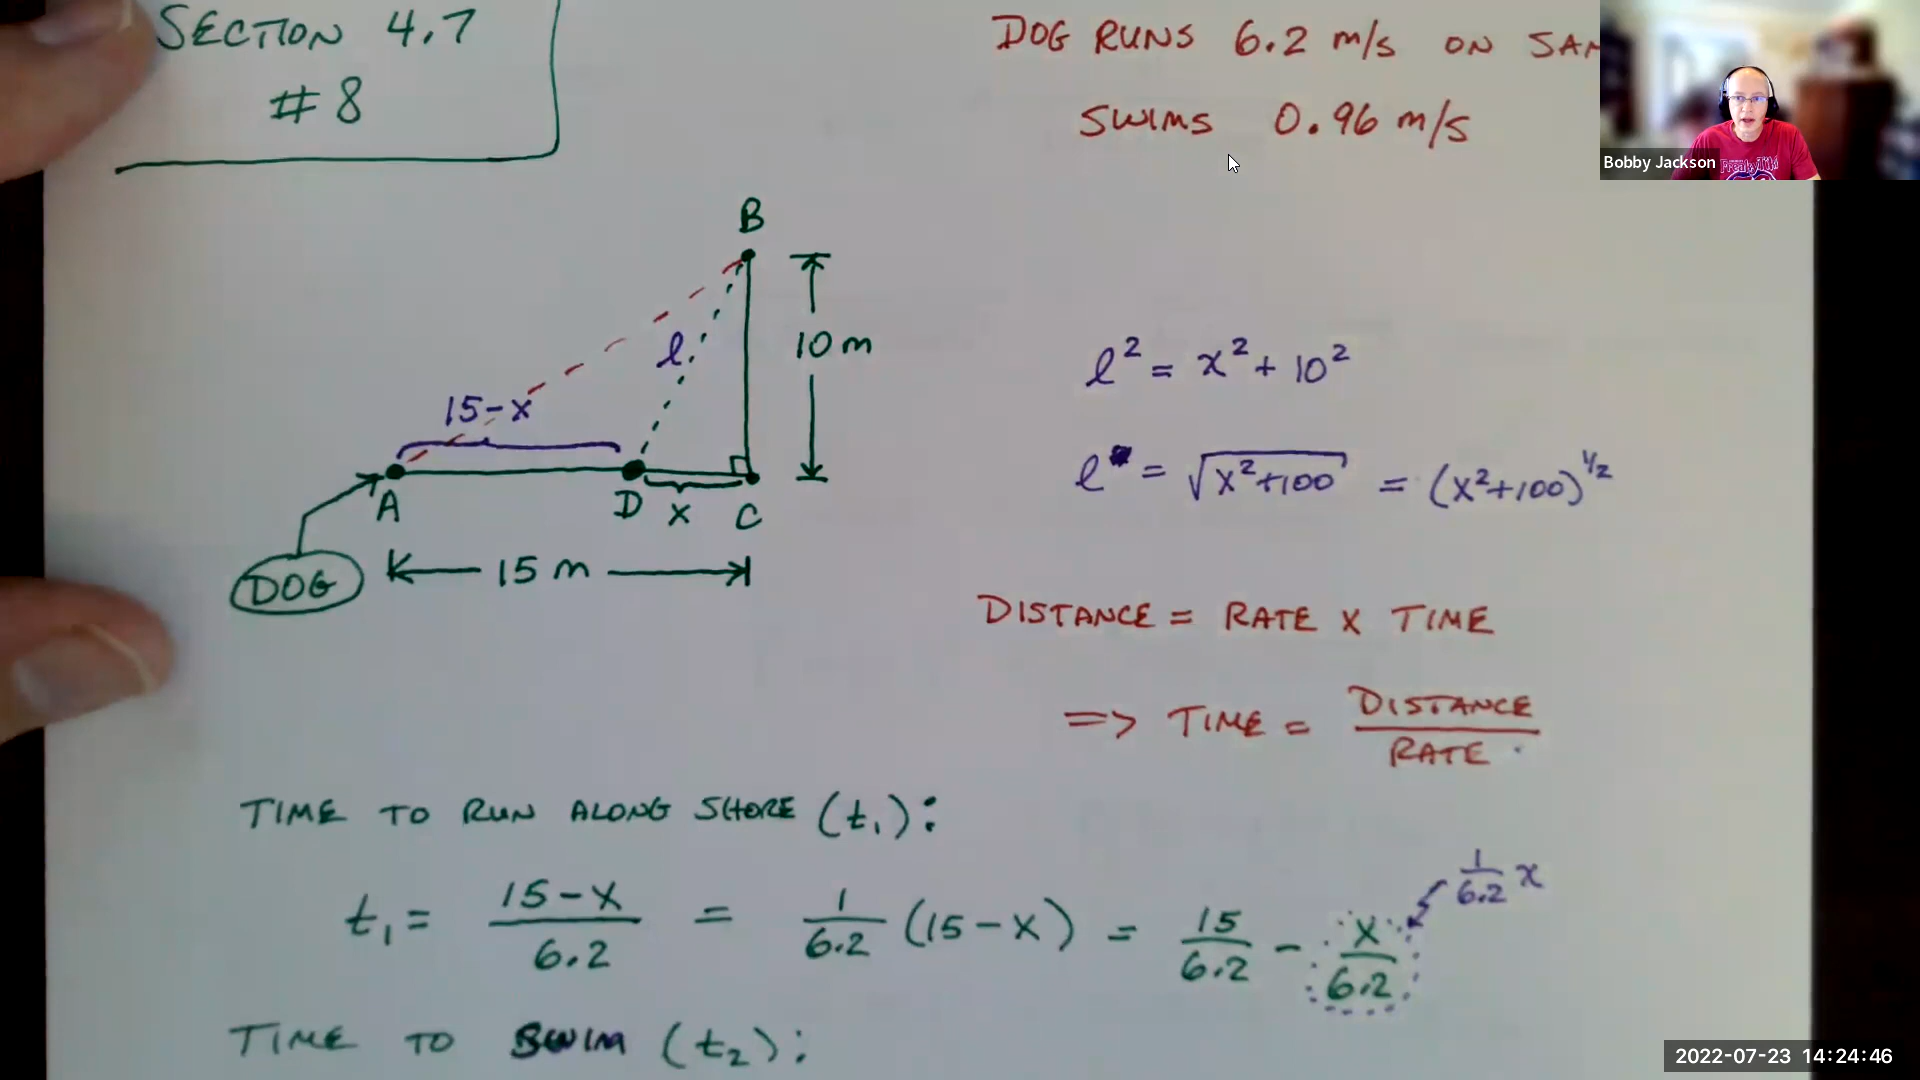 SECTION 4.7
#8
DOG RUNS 6.2 m/s ON
SWIMS 0.96 m/s
Bobby Jackson
B
l
10 m
15-x
A
D x C
DOG
15 m
l² = x² + 10²
l = √x²+100 = (x²+100)^1/2
DISTANCE = RATE X TIME
=> TIME = DISTANCE/RATE
TIME TO RUN ALONG SHORE (t₁):
t₁ = 15-x/6.2 = 1/6.2 (15-x) = 15/6.2 - x/6.2
1/6.2 x
TIME TO SWIM (t₂):
2022-07-23 14:24:46